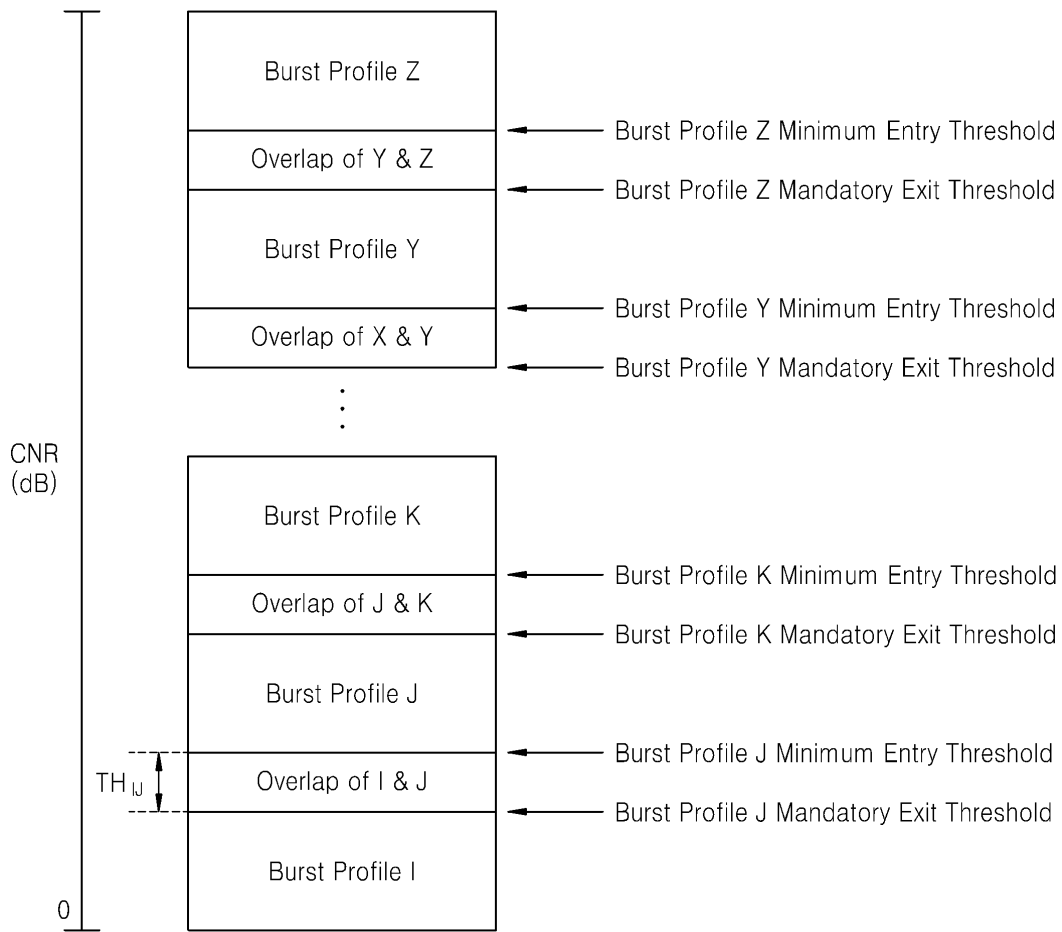 Burst Profile Z
Burst Profile Z Minimum Entry Threshold
Overlap of Y & Z
Burst Profile Z Mandatory Exit Threshold
Burst Profile Y
Burst Profile Y Minimum Entry Threshold
Overlap of X & Y
Burst Profile Y Mandatory Exit Threshold
CNR
(dB)
Burst Profile K
Burst Profile K Minimum Entry Threshold
Overlap of J & K
Burst Profile K Mandatory Exit Threshold
Burst Profile J
Burst Profile J Minimum Entry Threshold
TH IJ
Overlap of I & J
Burst Profile J Mandatory Exit Threshold
Burst Profile I
0